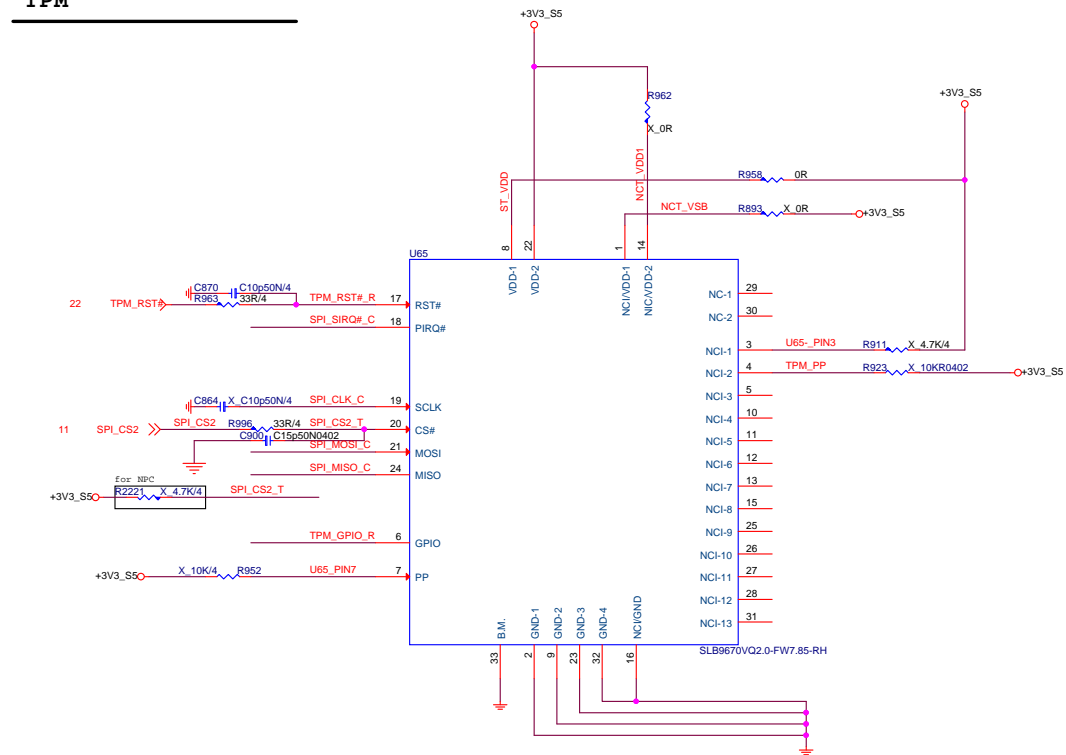 TPM
+3V3_S5
R962
X_0R
+3V3_S5
ST_VDD
NCT_VDD1
R958 0R
NCT_VSB
R893 X_0R
+3V3_S5
U65
8
22
1
14
VDD-1
VDD-2
NCI/VDD-1
NIC/VDD-2
C870 C10p50N/4
22 TPM_RST# R963 33R/4 TPM_RST#_R 17 RST#
SPI_SIRQ#_C 18 PIRQ#
C864 X_C10p50N/4 SPI_CLK_C 19 SCLK
11 SPI_CS2 SPI_CS2 R996 33R/4 SPI_CS2_T 20 CS#
C900 C15p50N0402
SPI_MOSI_C 21 MOSI
SPI_MISO_C 24 MISO
for NPC
+3V3_S5 R2221 X_4.7K/4 SPI_CS2_T
TPM_GPIO_R 6 GPIO
+3V3_S5 X_10K/4 R952 U65_PIN7 7 PP
NC-1 29
NC-2 30
NCI-1 3 U65-_PIN3 R911 X_4.7K/4
NCI-2 4 TPM_PP R923 X_10KR0402 +3V3_S5
NCI-3 5
NCI-4 10
NCI-5 11
NCI-6 12
NCI-7 13
NCI-8 15
NCI-9 25
NCI-10 26
NCI-11 27
NCI-12 28
NCI-13 31
B.M.
GND-1
GND-2
GND-3
GND-4
NCI/GND
33
2
9
23
32
16
SLB9670VQ2.0-FW7.85-RH